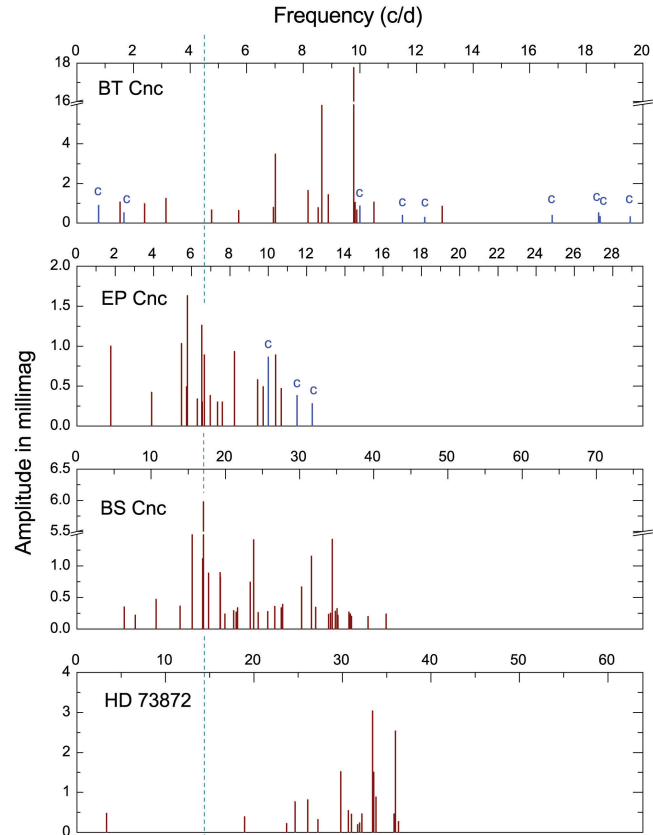 Frequency (c/d)
0 2 4 6 8 10 12 14 16 18 20
18
BT Cnc
16
4
2
0
c c c c c c c c c
0 2 4 6 8 10 12 14 16 18 20 22 24 26 28
2.0
EP Cnc
1.5
1.0
0.5
0.0
c c c
Amplitude in millimag
0 10 20 30 40 50 60 70
6.5
BS Cnc
6.0
5.5
1.0
0.5
0.0
0 10 20 30 40 50 60
4
HD 73872
3
2
1
0